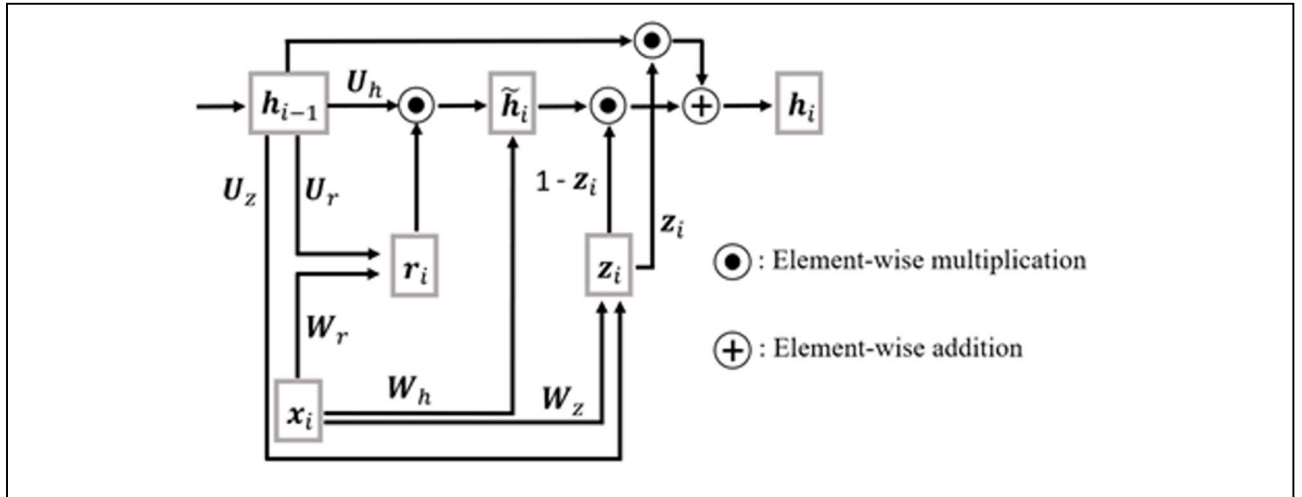 U_h
h_{i-1}
h̃_i
h_i
1 - z_i
U_z
U_r
z_i
r_i
z_i
: Element-wise multiplication
W_r
: Element-wise addition
W_h
W_z
x_i